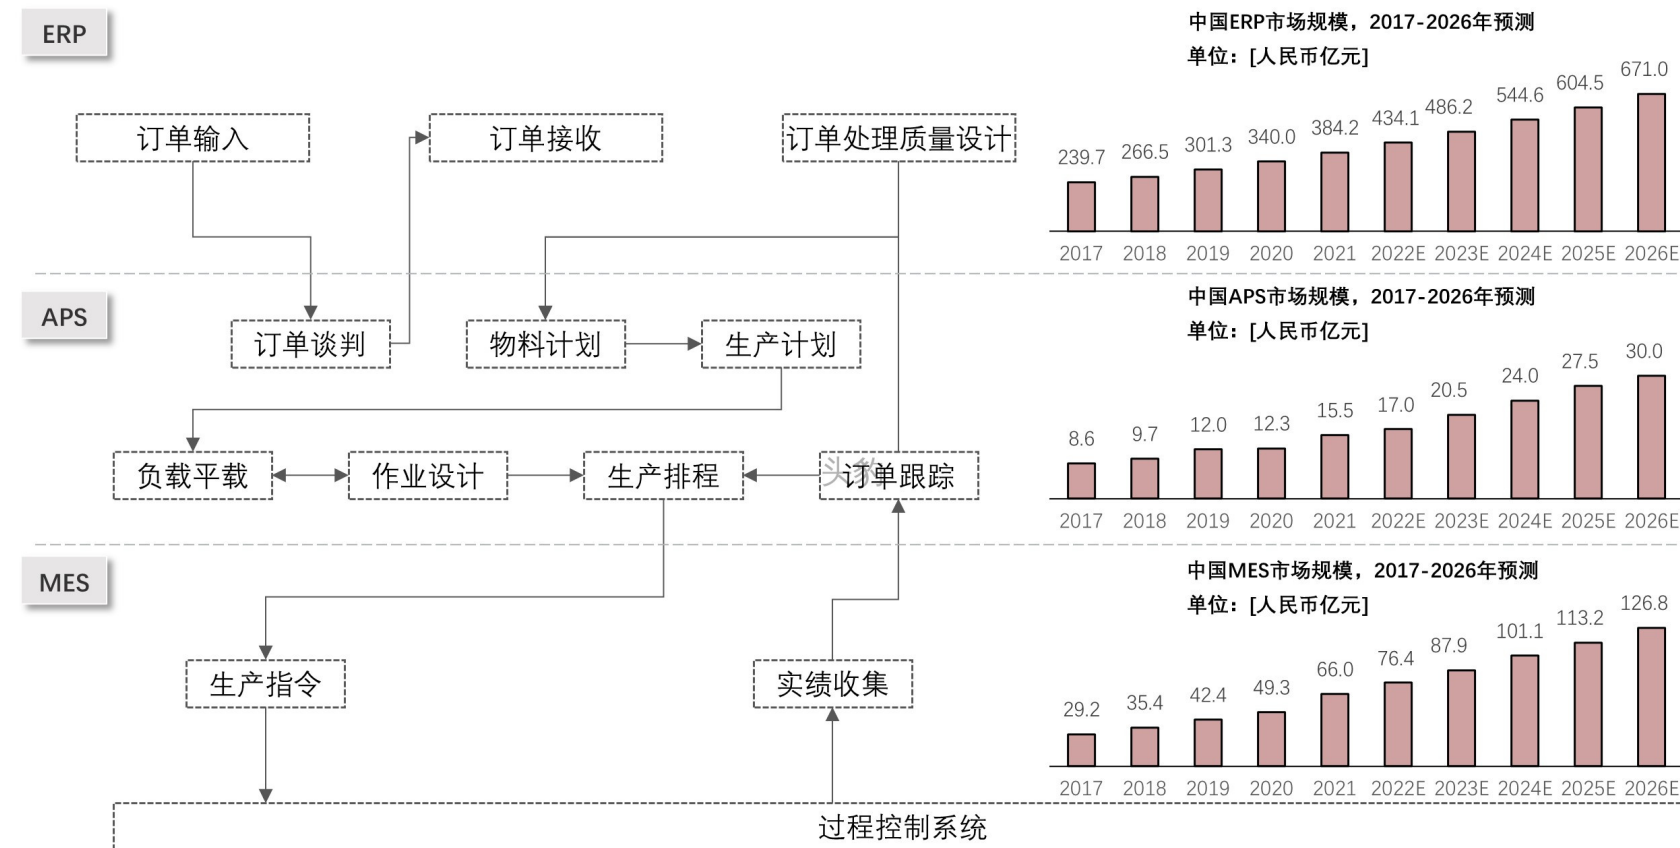 ERP
订单输入
订单接收
订单处理质量设计
APS
订单谈判
物料计划
生产计划
负载平载
作业设计
生产排程
头豹
订单跟踪
MES
生产指令
实绩收集
过程控制系统
中国ERP市场规模，2017-2026年预测
单位：[人民币亿元]
239.7 266.5 301.3 340.0 384.2 434.1 486.2 544.6 604.5 671.0
2017 2018 2019 2020 2021 2022E 2023E 2024E 2025E 2026E
中国APS市场规模，2017-2026年预测
单位：[人民币亿元]
8.6 9.7 12.0 12.3 15.5 17.0 20.5 24.0 27.5 30.0
2017 2018 2019 2020 2021 2022E 2023E 2024E 2025E 2026E
中国MES市场规模，2017-2026年预测
单位：[人民币亿元]
29.2 35.4 42.4 49.3 66.0 76.4 87.9 101.1 113.2 126.8
2017 2018 2019 2020 2021 2022E 2023E 2024E 2025E 2026E